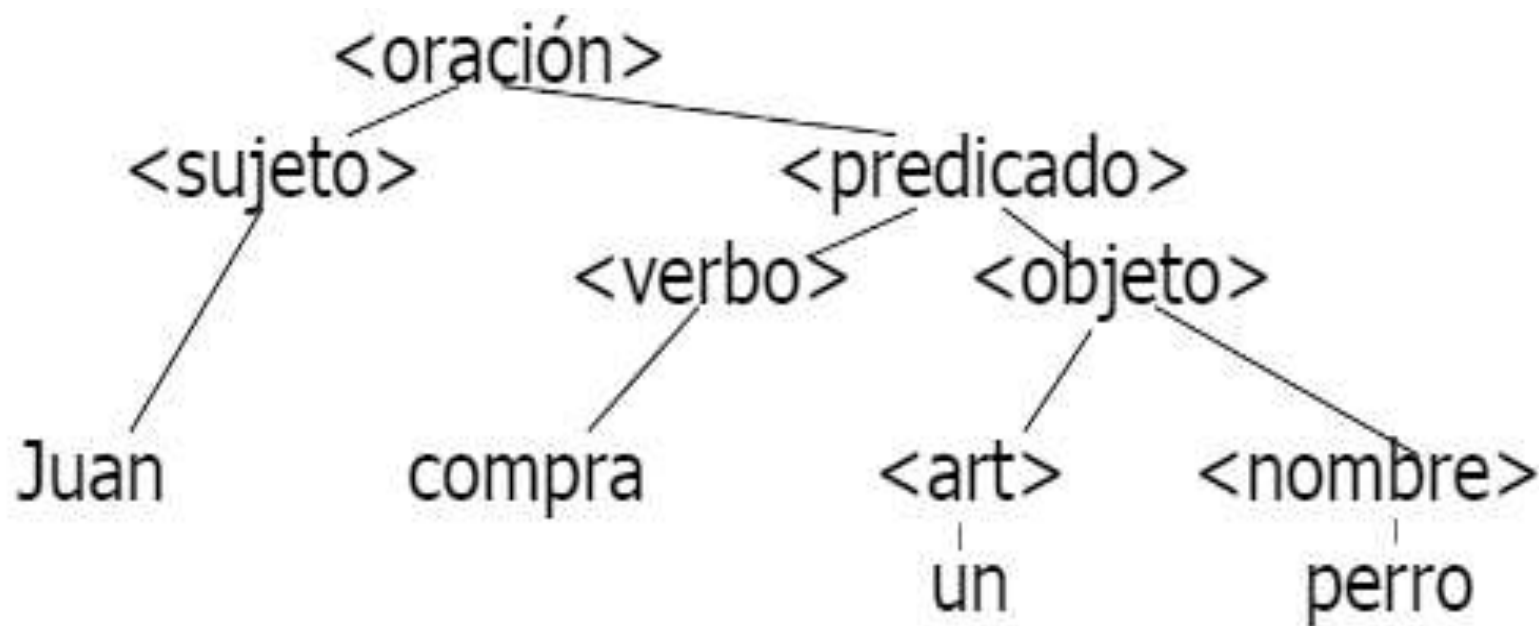 <oración>
<sujeto> <predicado>
<verbo> <objeto>
Juan compra <art> <nombre>
un perro